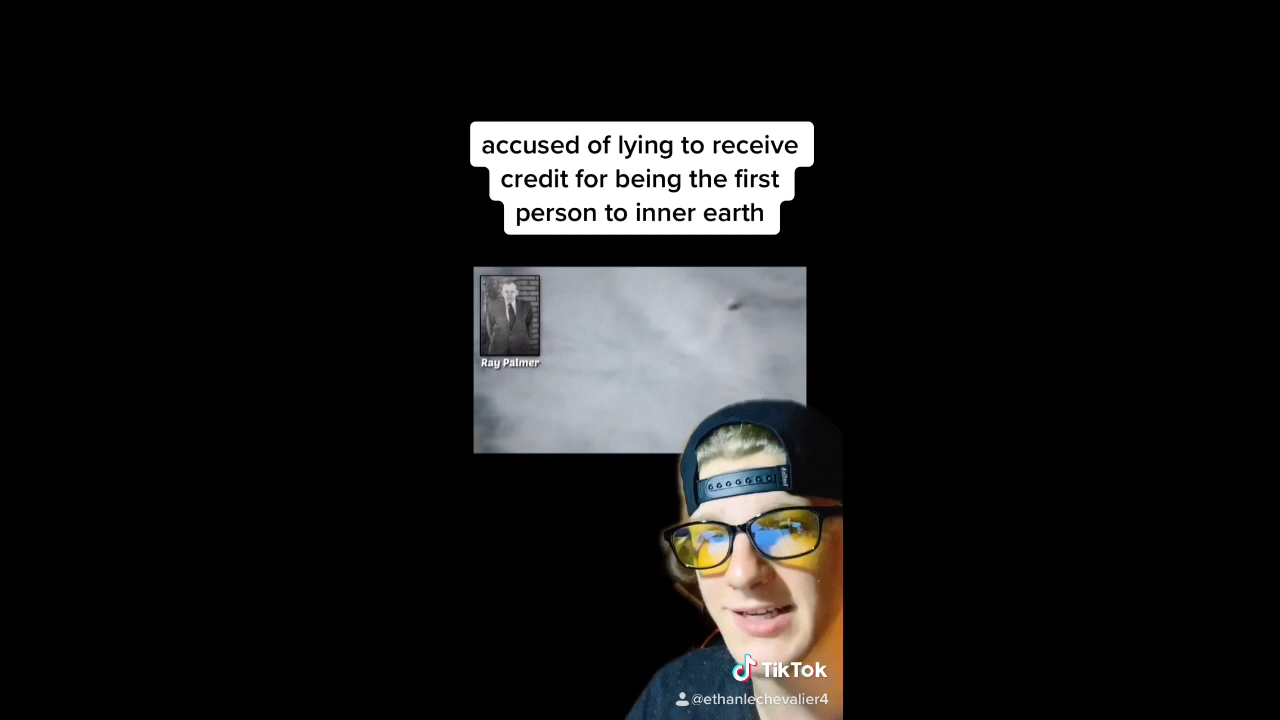 accused of lying to receive
credit for being the first
person to inner earth
Ray Palmer
TikTok
@ethanlechevalier4